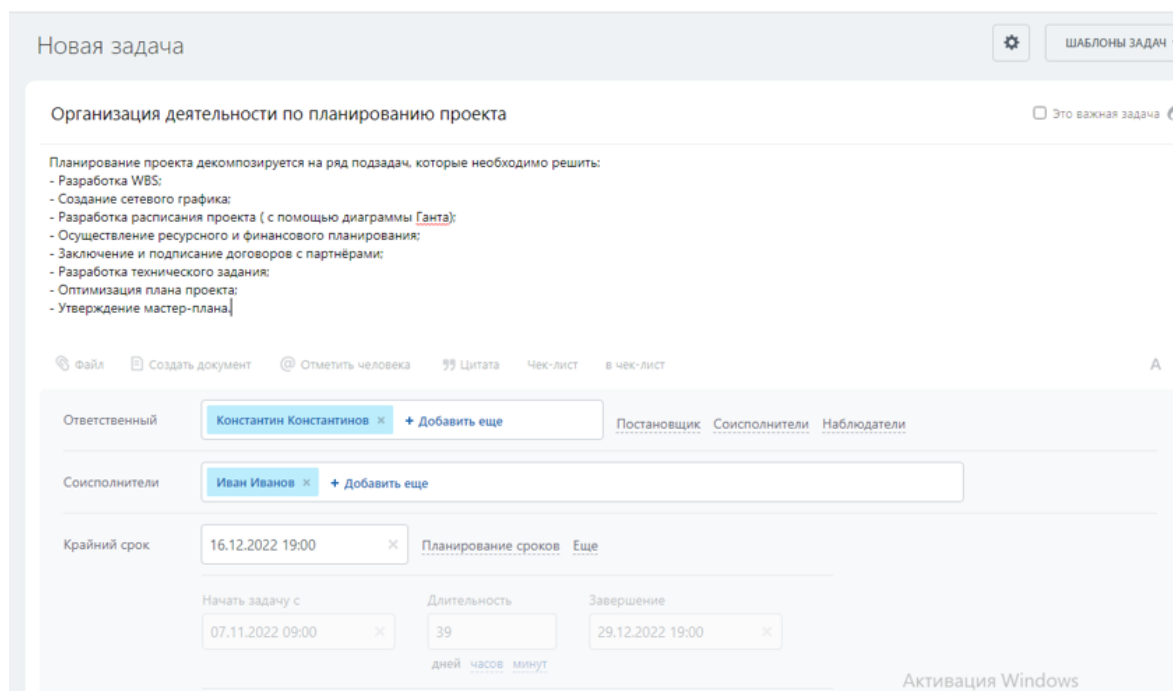 Новая задача
ШАБЛОНЫ ЗАДАЧ
Организация деятельности по планированию проекта
Это важная задача
Планирование проекта декомпозируется на ряд подзадач, которые необходимо решить:
- Разработка WBS;
- Создание сетевого графика;
- Разработка расписания проекта ( с помощью диаграммы Ганта);
- Осуществление ресурсного и финансового планирования;
- Заключение и подписание договоров с партнёрами;
- Разработка технического задания;
- Оптимизация плана проекта;
- Утверждение мастер-плана.
Файл Создать документ @ Отметить человека Цитата Чек-лист в чек-лист A
Ответственный Константин Константинов × + Добавить еще Постановщик Соисполнители Наблюдатели
Соисполнители Иван Иванов × + Добавить еще
Крайний срок 16.12.2022 19:00 × Планирование сроков Еще
Начать задачу с Длительность Завершение
07.11.2022 09:00 × 39 29.12.2022 19:00 ×
дней часов минут
Активация Windows